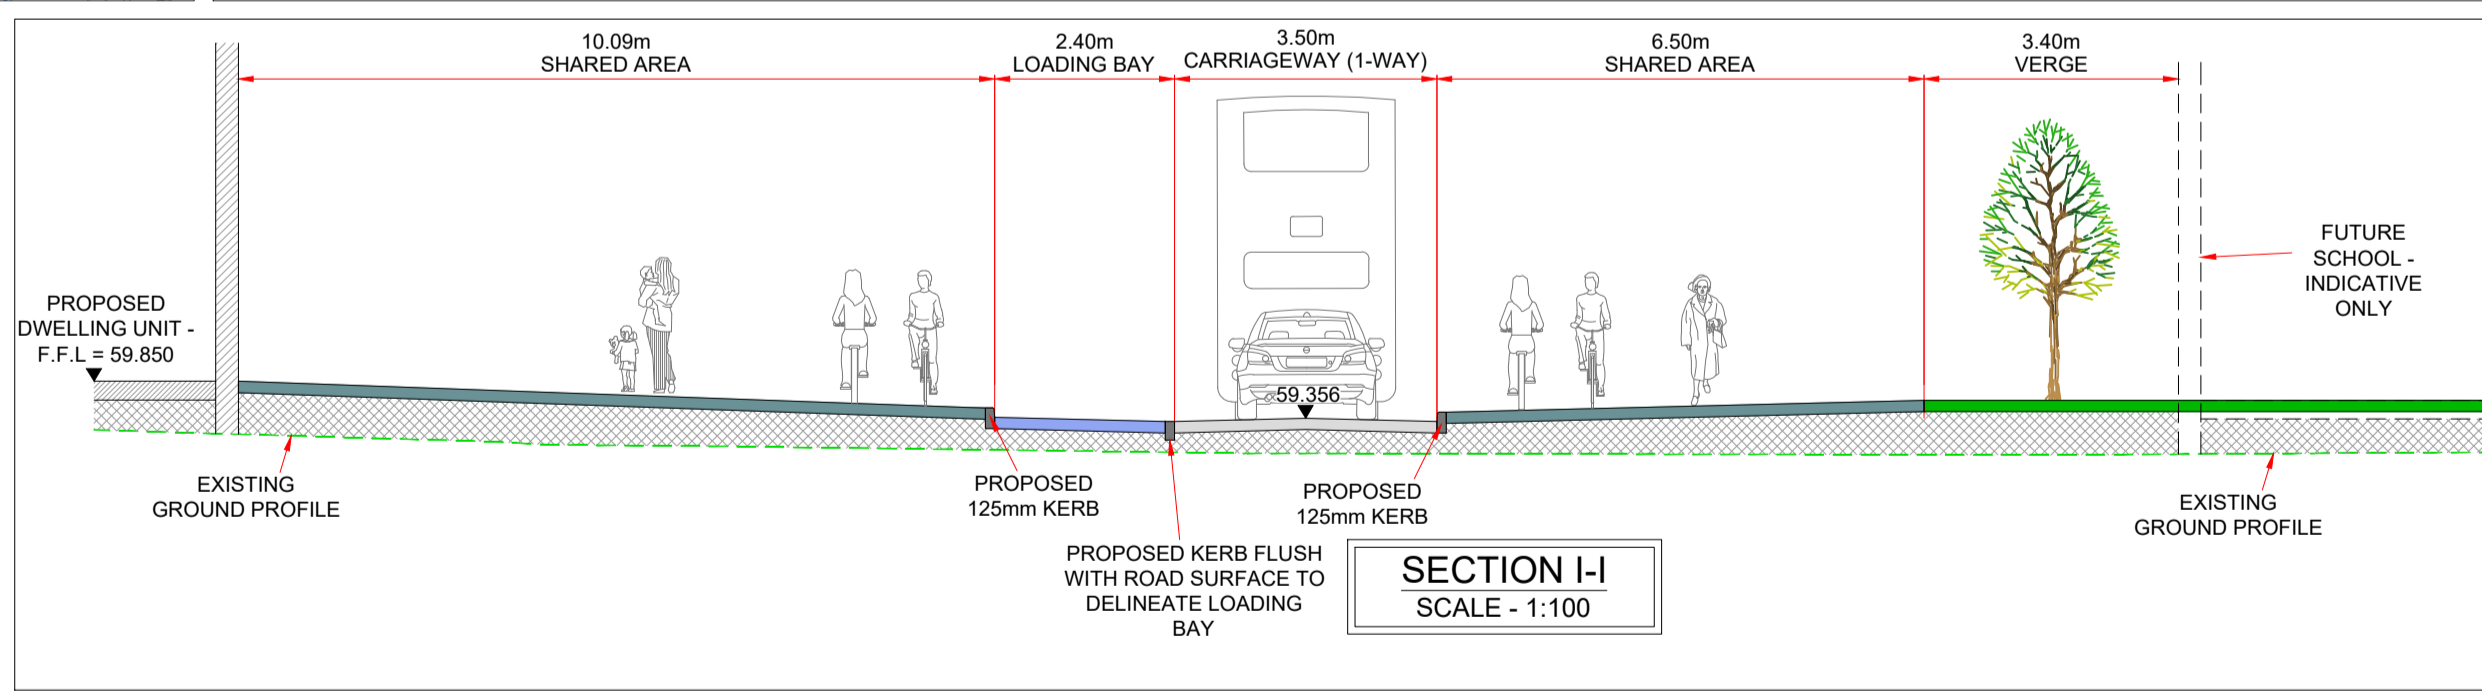 10.09m
SHARED AREA
2.40m
LOADING BAY
3.50m
CARRIAGEWAY (1-WAY)
6.50m
SHARED AREA
3.40m
VERGE
PROPOSED
DWELLING UNIT -
F.F.L = 59.850
59.356
FUTURE
SCHOOL -
INDICATIVE
ONLY
EXISTING
GROUND PROFILE
PROPOSED
125mm KERB
PROPOSED KERB FLUSH
WITH ROAD SURFACE TO
DELINEATE LOADING
BAY
PROPOSED
125mm KERB
EXISTING
GROUND PROFILE
SECTION I-I
SCALE - 1:100